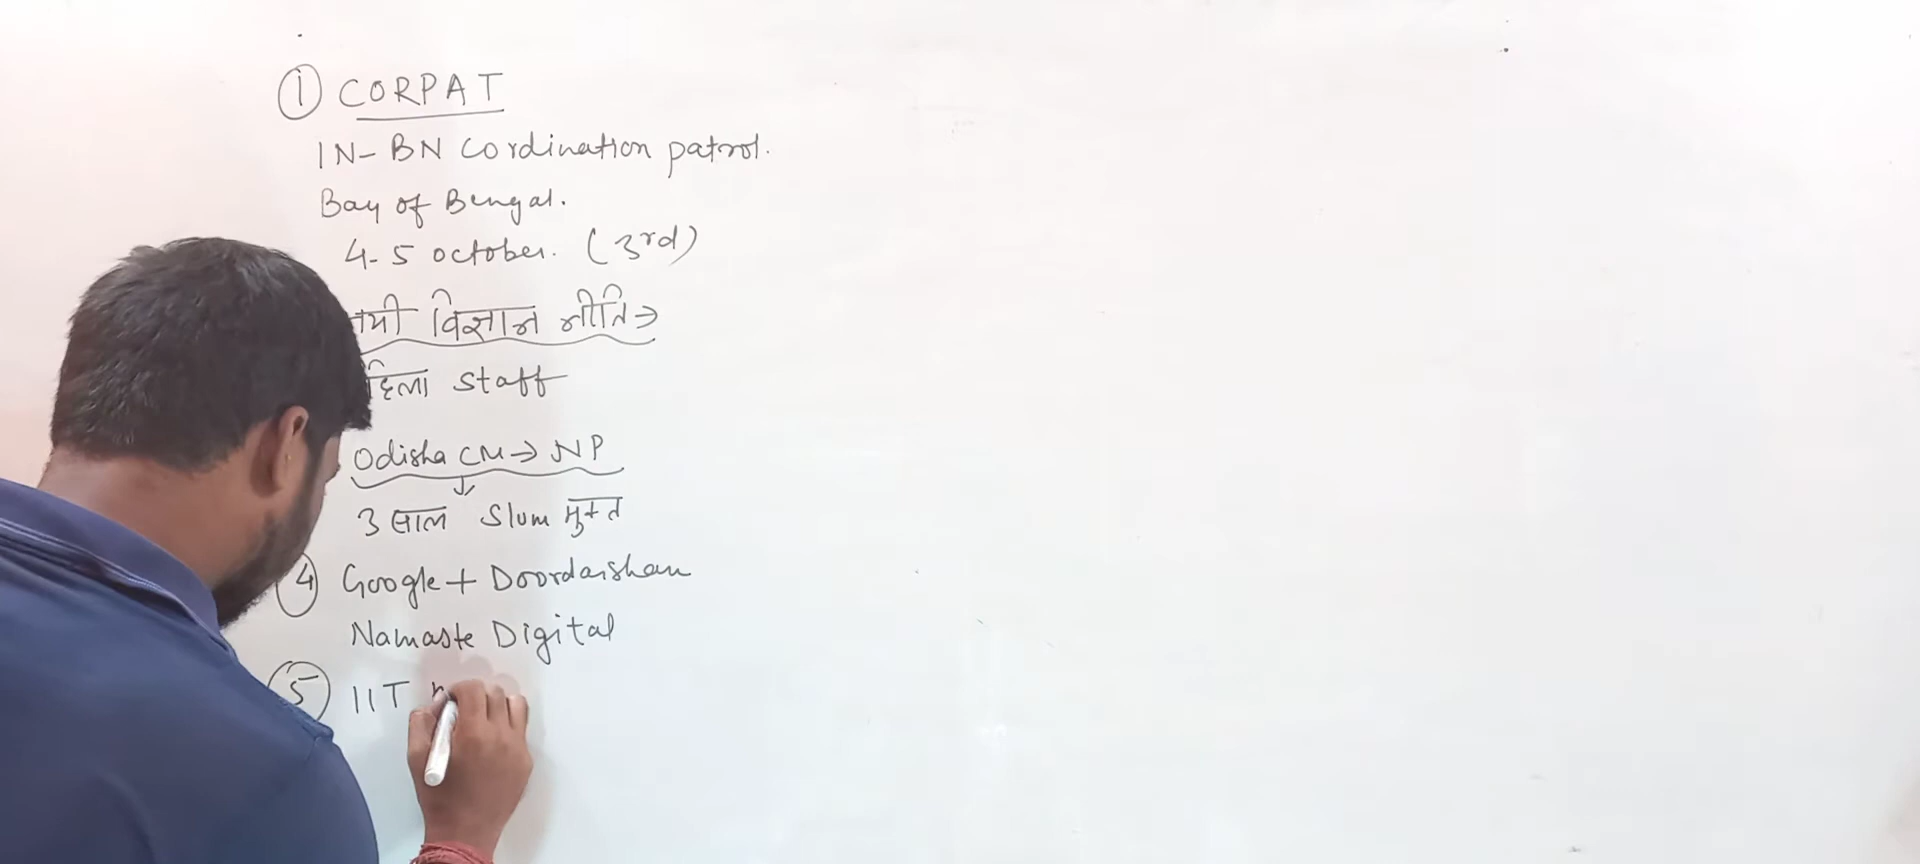 ① CORPAT
IN-BN Cordination patrol.
Bay of Bengal.
4-5 october. (3rd)
विज्ञान नीति→
staff
Odisha CM→ NP
↓
3 साल Slum मुक्त
④ Google + Doordarshan
Namaste Digital
⑤ IIT